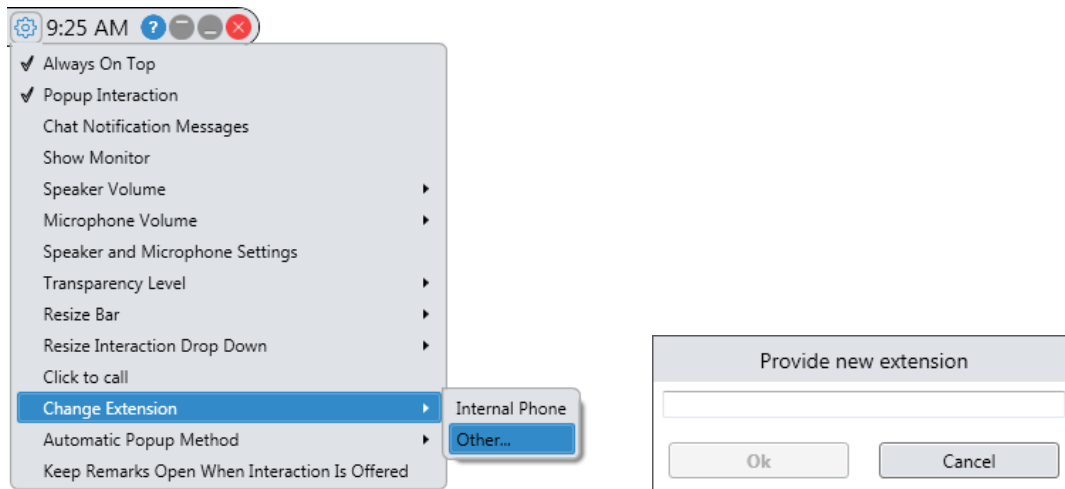 9:25 AM ?
Always On Top
Popup Interaction
Chat Notification Messages
Show Monitor
Speaker Volume
Microphone Volume
Speaker and Microphone Settings
Transparency Level
Resize Bar
Resize Interaction Drop Down
Click to call
Change Extension
Automatic Popup Method
Keep Remarks Open When Interaction Is Offered
Internal Phone
Other...
Provide new extension
Ok
Cancel